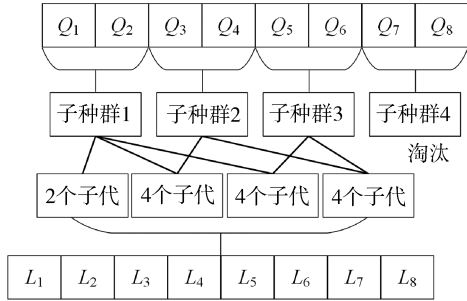 Q₁ Q₂ Q₃ Q₄ Q₅ Q₆ Q₇ Q₈
子种群1 子种群2 子种群3 子种群4
淘汰
2个子代 4个子代 4个子代 4个子代
L₁ L₂ L₃ L₄ L₅ L₆ L₇ L₈